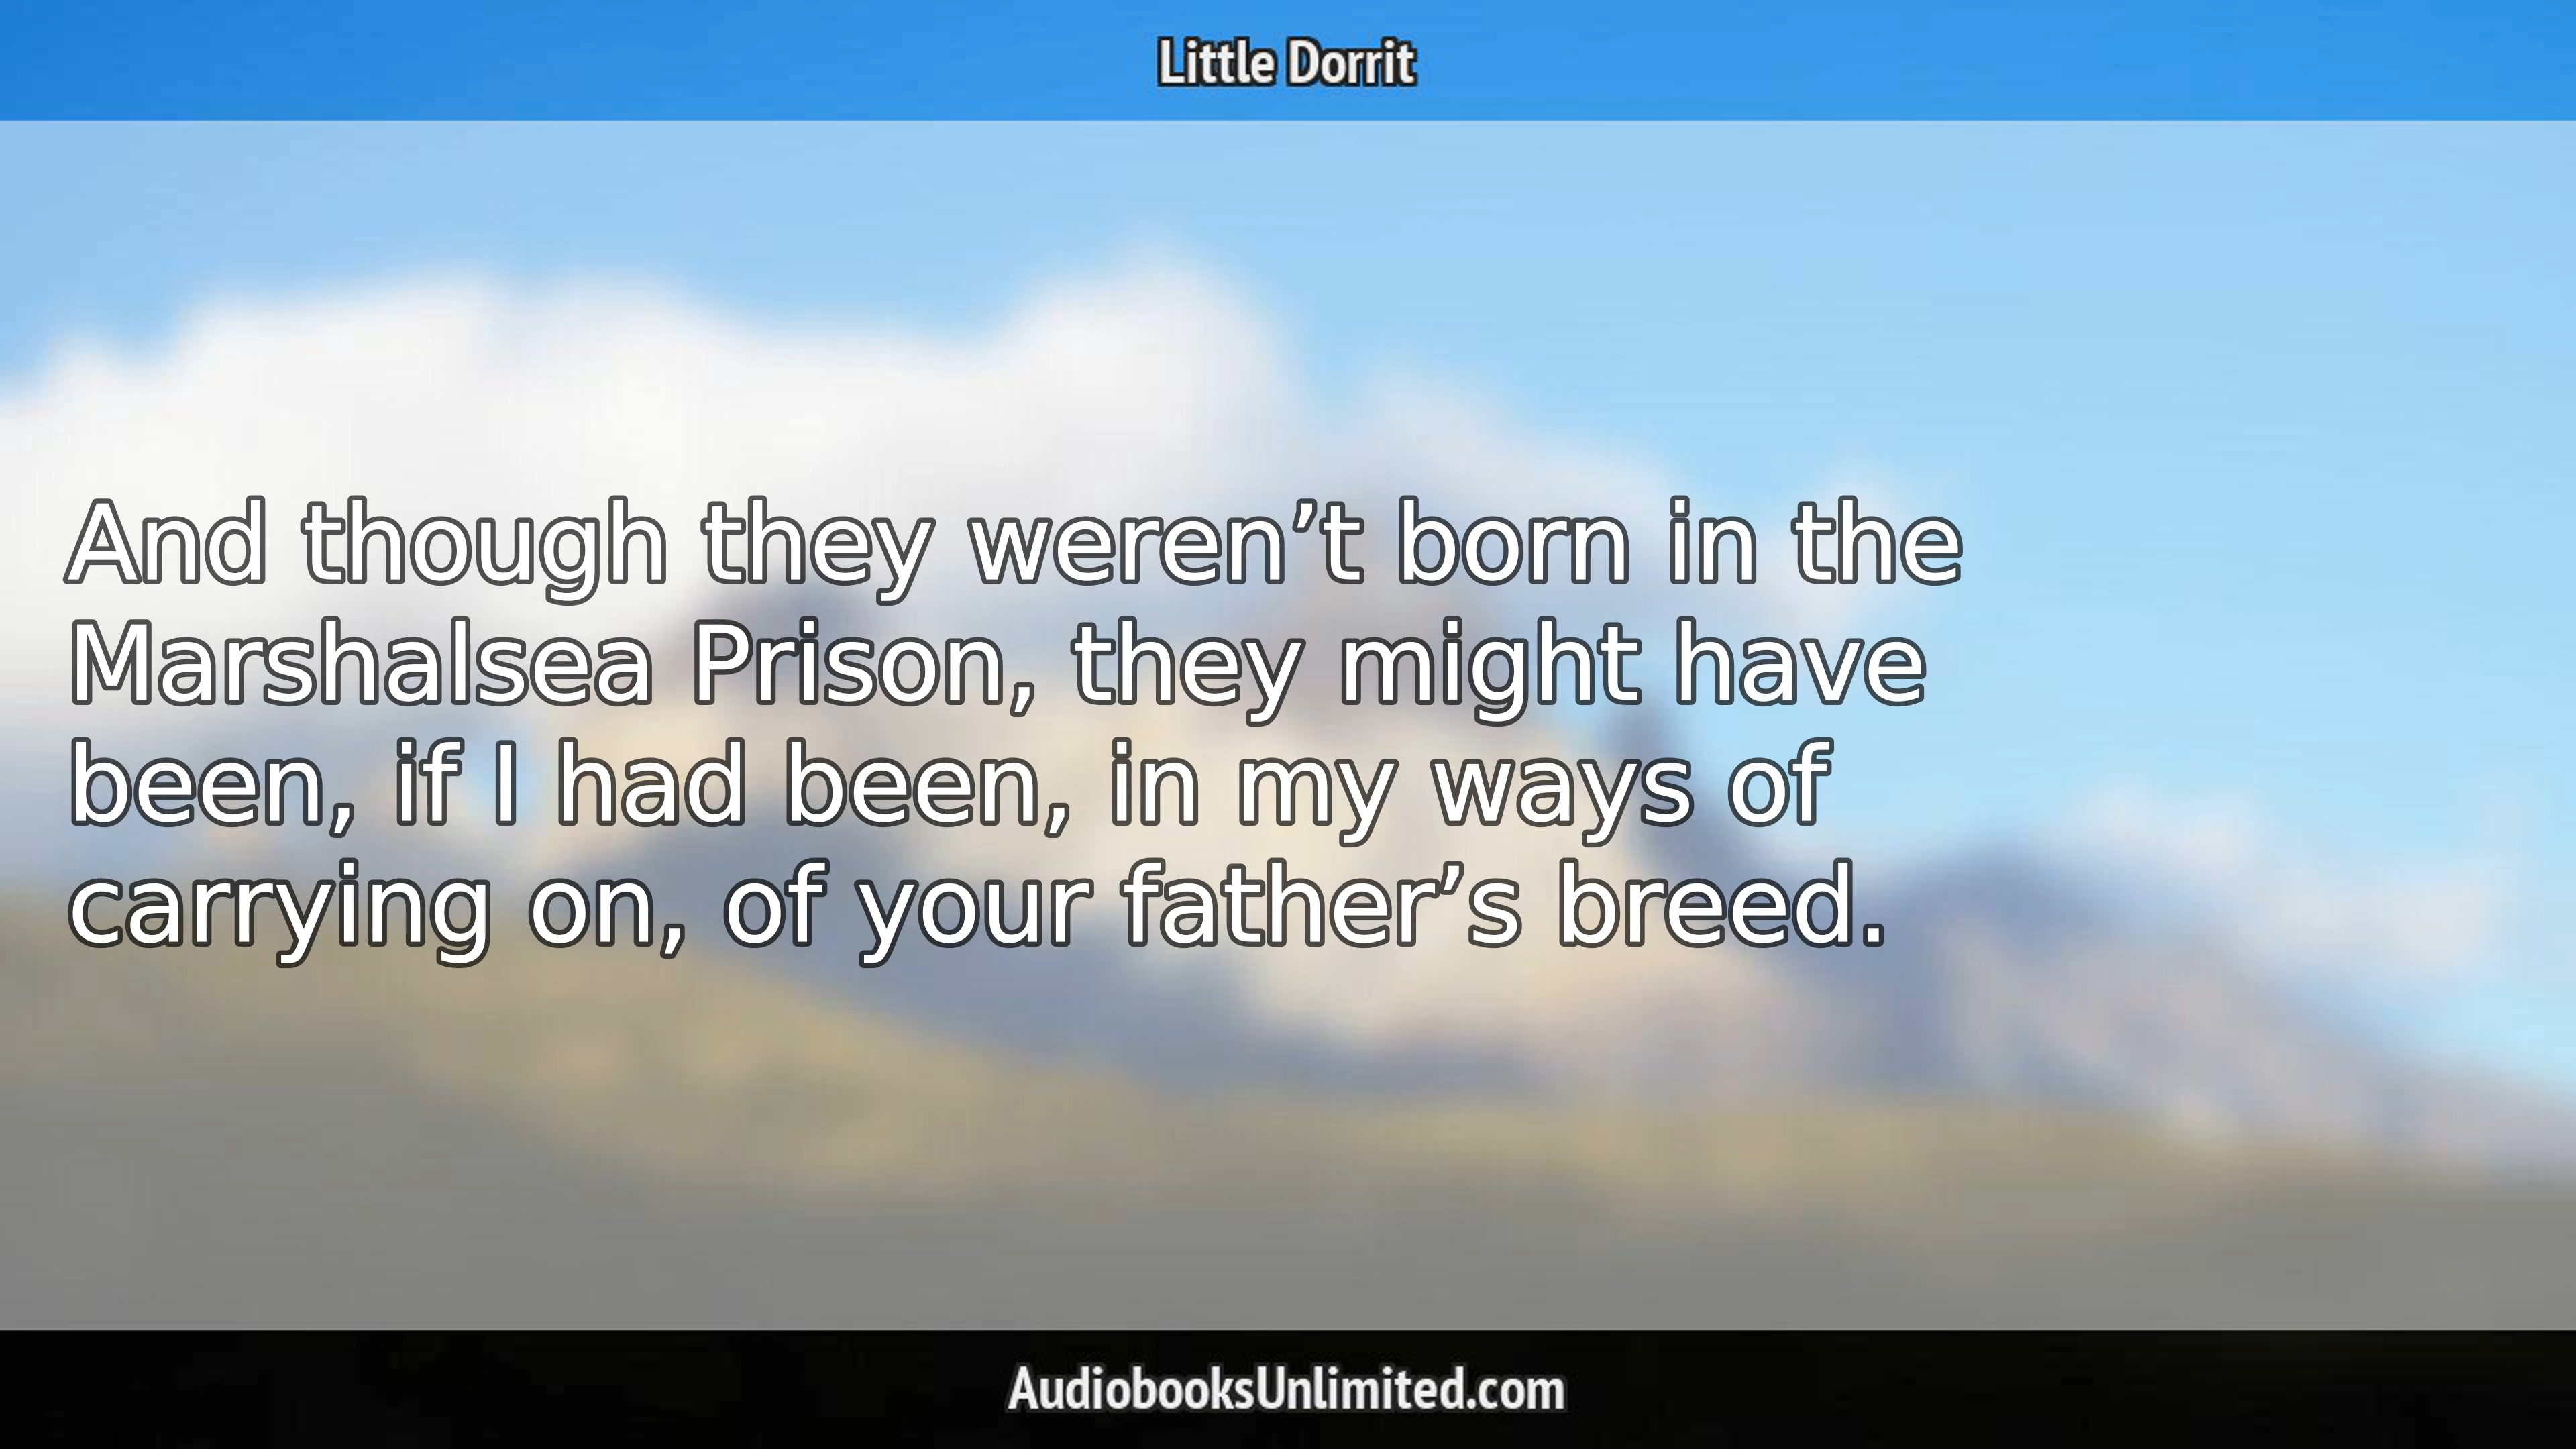 Little Dorrit
And though they weren’t born in the
Marshalsea Prison, they might have
been, if I had been, in my ways of
carrying on, of your father’s breed.
AudiobooksUnlimited.com